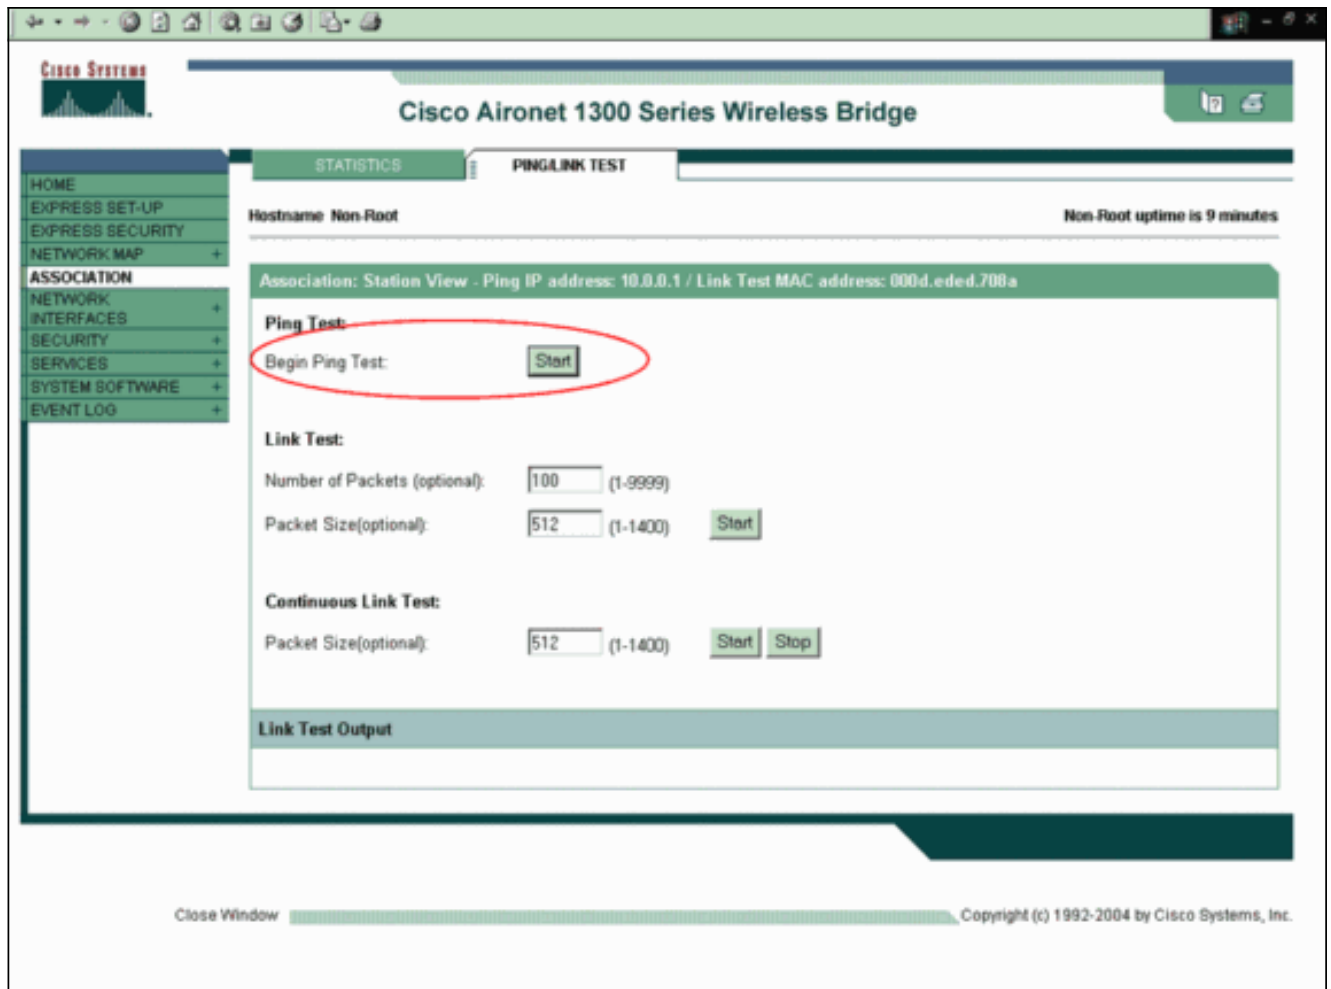 Cisco Systems
Cisco Aironet 1300 Series Wireless Bridge
STATISTICS
PING/LINK TEST
HOME
EXPRESS SET-UP
EXPRESS SECURITY
NETWORK MAP +
ASSOCIATION
NETWORK
INTERFACES +
SECURITY +
SERVICES +
SYSTEM SOFTWARE +
EVENT LOG +
Hostname Non-Root
Non-Root uptime is 9 minutes
Association: Station View - Ping IP address: 10.0.0.1 / Link Test MAC address: 000d.eded.708a
Ping Test:
Begin Ping Test: Start
Link Test:
Number of Packets (optional): 100 (1-9999)
Packet Size(optional): 512 (1-1400) Start
Continuous Link Test:
Packet Size(optional): 512 (1-1400) Start Stop
Link Test Output
Close Window
Copyright (c) 1992-2004 by Cisco Systems, Inc.